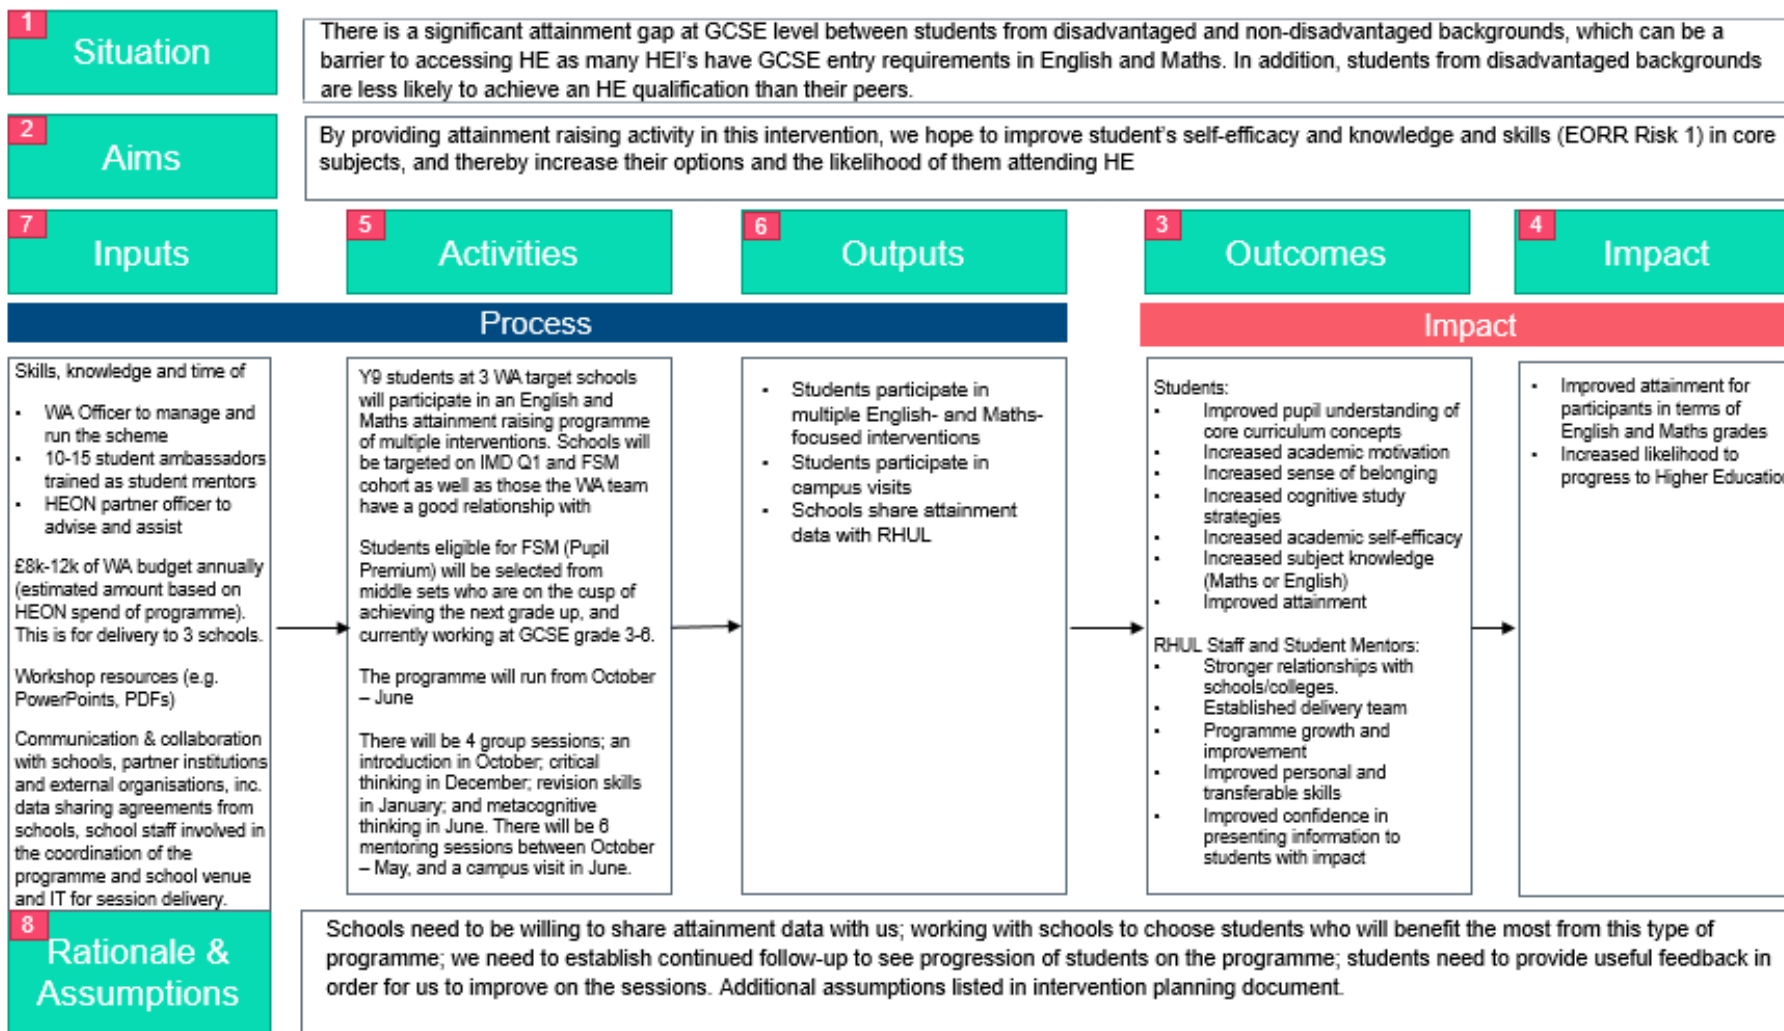 1
Situation
There is a significant attainment gap at GCSE level between students from disadvantaged and non-disadvantaged backgrounds, which can be a
barrier to accessing HE as many HEI's have GCSE entry requirements in English and Maths. In addition, students from disadvantaged backgrounds
are less likely to achieve an HE qualification than their peers.
2
Aims
By providing attainment raising activity in this intervention, we hope to improve student's self-efficacy and knowledge and skills (EORR Risk 1) in core
subjects, and thereby increase their options and the likelihood of them attending HE
7
Inputs
5
Activities
6
Outputs
3
Outcomes
4
Impact
Process
Impact
Skills, knowledge and time of
▪ WA Officer to manage and
run the scheme
▪ 10-15 student ambassadors
trained as student mentors
▪ HEON partner officer to
advise and assist
£8k-12k of WA budget annually
(estimated amount based on
HEON spend of programme).
This is for delivery to 3 schools.
Workshop resources (e.g.
PowerPoints, PDFs)
Communication & collaboration
with schools, partner institutions
and external organisations, inc.
data sharing agreements from
schools, school staff involved in
the coordination of the
programme and school venue
and IT for session delivery.
Y9 students at 3 WA target schools
will participate in an English and
Maths attainment raising programme
of multiple interventions. Schools will
be targeted on IMD Q1 and FSM
cohort as well as those the WA team
have a good relationship with
Students eligible for FSM (Pupil
Premium) will be selected from
middle sets who are on the cusp of
achieving the next grade up, and
currently working at GCSE grade 3-6.
The programme will run from October
– June
There will be 4 group sessions; an
introduction in October; critical
thinking in December; revision skills
in January; and metacognitive
thinking in June. There will be 6
mentoring sessions between October
– May, and a campus visit in June.
▪ Students participate in
multiple English- and Maths-
focused interventions
▪ Students participate in
campus visits
▪ Schools share attainment
data with RHUL
Students:
▪ Improved pupil understanding of
core curriculum concepts
▪ Increased academic motivation
▪ Increased sense of belonging
▪ Increased cognitive study
strategies
▪ Increased academic self-efficacy
▪ Increased subject knowledge
(Maths or English)
▪ Improved attainment
RHUL Staff and Student Mentors:
▪ Stronger relationships with
schools/colleges.
▪ Established delivery team
▪ Programme growth and
improvement
▪ Improved personal and
transferable skills
▪ Improved confidence in
presenting information to
students with impact
▪ Improved attainment for
participants in terms of
English and Maths grades
▪ Increased likelihood to
progress to Higher Education
8
Rationale &
Assumptions
Schools need to be willing to share attainment data with us; working with schools to choose students who will benefit the most from this type of
programme; we need to establish continued follow-up to see progression of students on the programme; students need to provide useful feedback in
order for us to improve on the sessions. Additional assumptions listed in intervention planning document.